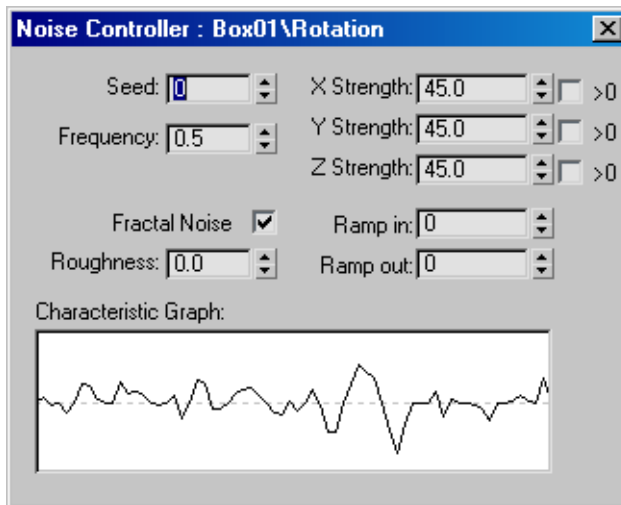 Noise Controller : Box01\Rotation
Seed: 0
X Strength: 45.0 >0
Frequency: 0.5
Y Strength: 45.0 >0
Z Strength: 45.0 >0
Fractal Noise
Ramp in: 0
Roughness: 0.0
Ramp out: 0
Characteristic Graph: